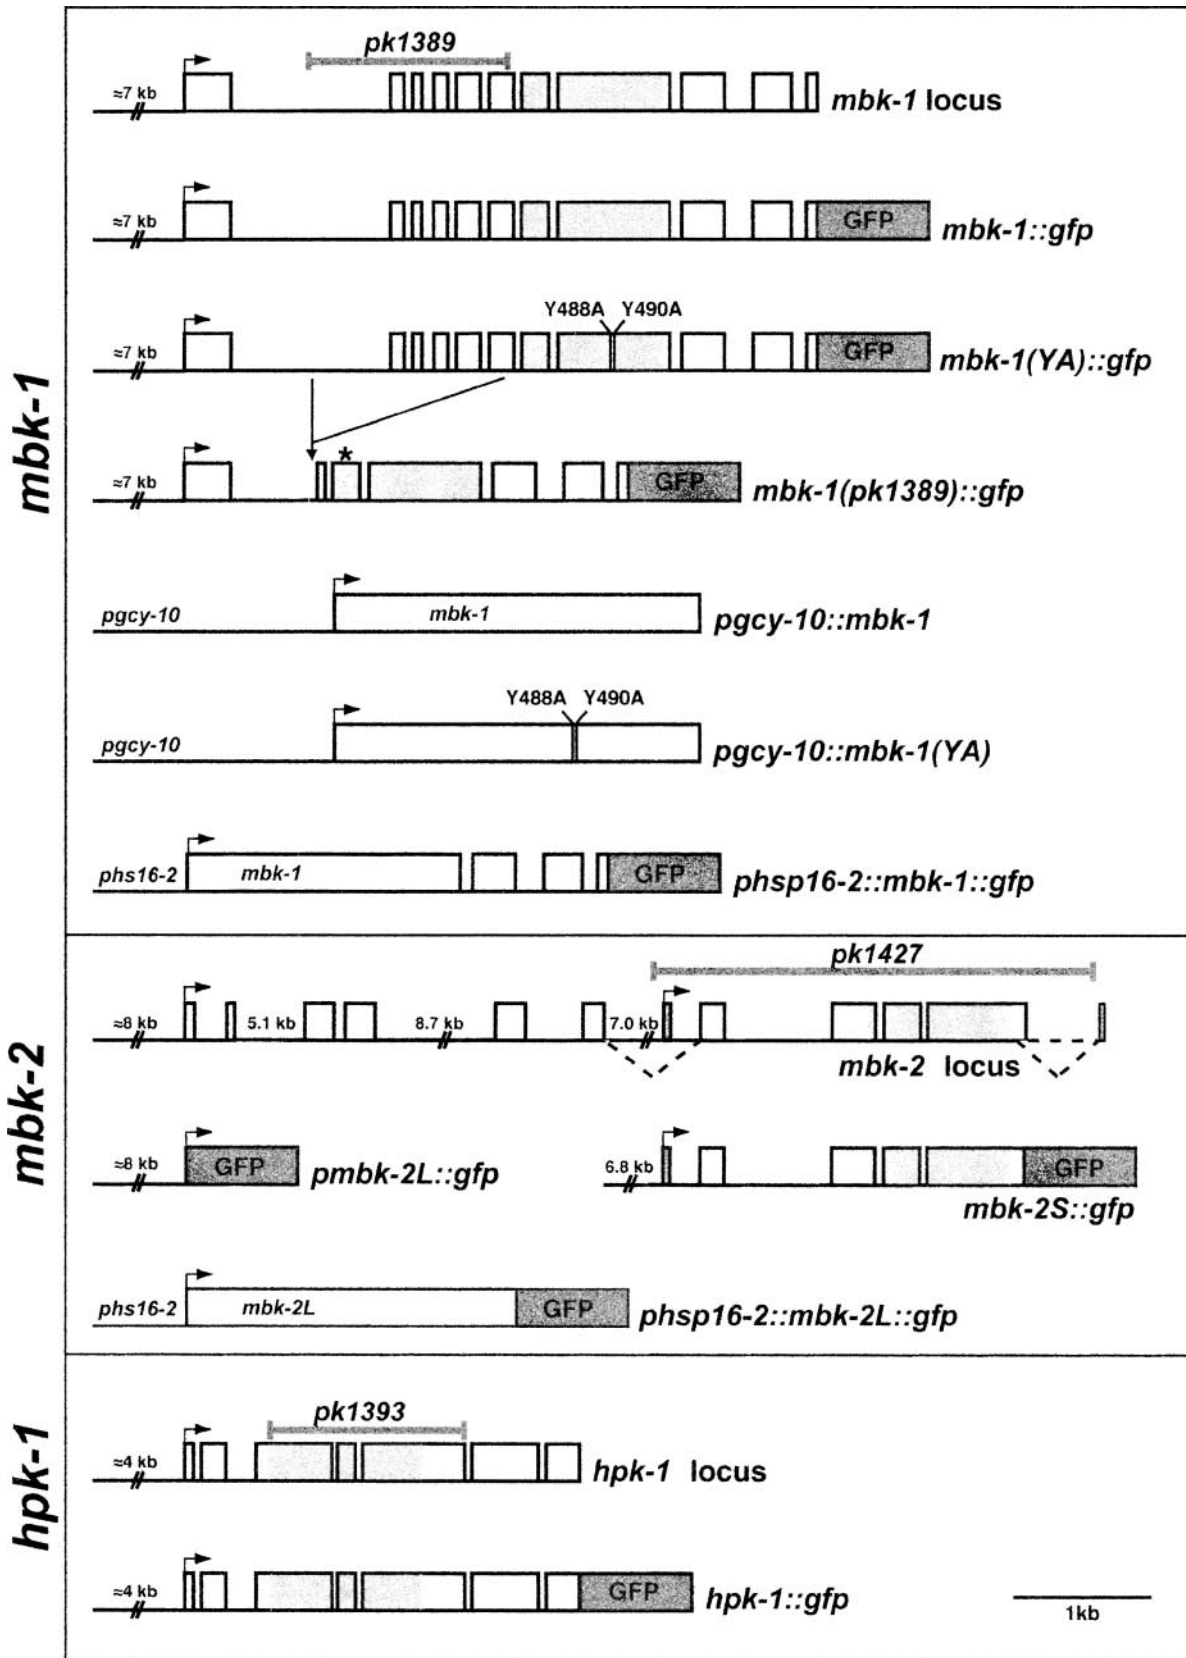 mbk-1
pk1389
≈7 kb
mbk-1 locus
≈7 kb
GFP
mbk-1::gfp
Y488A Y490A
≈7 kb
GFP
mbk-1(YA)::gfp
*
≈7 kb
GFP
mbk-1(pk1389)::gfp
pgcy-10
mbk-1
pgcy-10::mbk-1
Y488A Y490A
pgcy-10
pgcy-10::mbk-1(YA)
phs16-2
mbk-1
GFP
phsp16-2::mbk-1::gfp
mbk-2
pk1427
≈8 kb
5.1 kb
8.7 kb
7.0 kb
mbk-2 locus
≈8 kb
GFP
pmbk-2L::gfp
6.8 kb
GFP
mbk-2S::gfp
phs16-2
mbk-2L
GFP
phsp16-2::mbk-2L::gfp
hpk-1
pk1393
≈4 kb
hpk-1 locus
≈4 kb
GFP
hpk-1::gfp
1kb